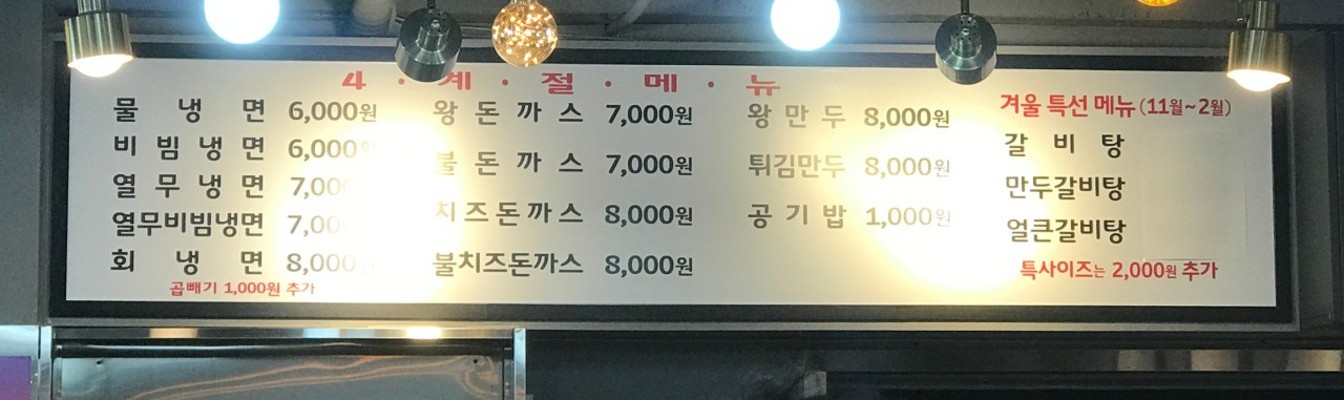 4·계·절·메·뉴
물 냉 면 6,000원
비 빔 냉 면 6,000
열 무 냉 면 7,000
열무비빔냉면 7,000
회 냉 면 8,000
곱빼기 1,000원 추가
왕 돈 까 스 7,000원
불 돈 까 스 7,000원
치 즈 돈 까 스 8,000원
불치즈돈까스 8,000원
왕 만 두 8,000원
튀김만두 8,000원
공 기 밥 1,000원
겨울 특선 메뉴 (11월~2월)
갈 비 탕
만두갈비탕
얼큰갈비탕
특사이즈는 2,000원 추가